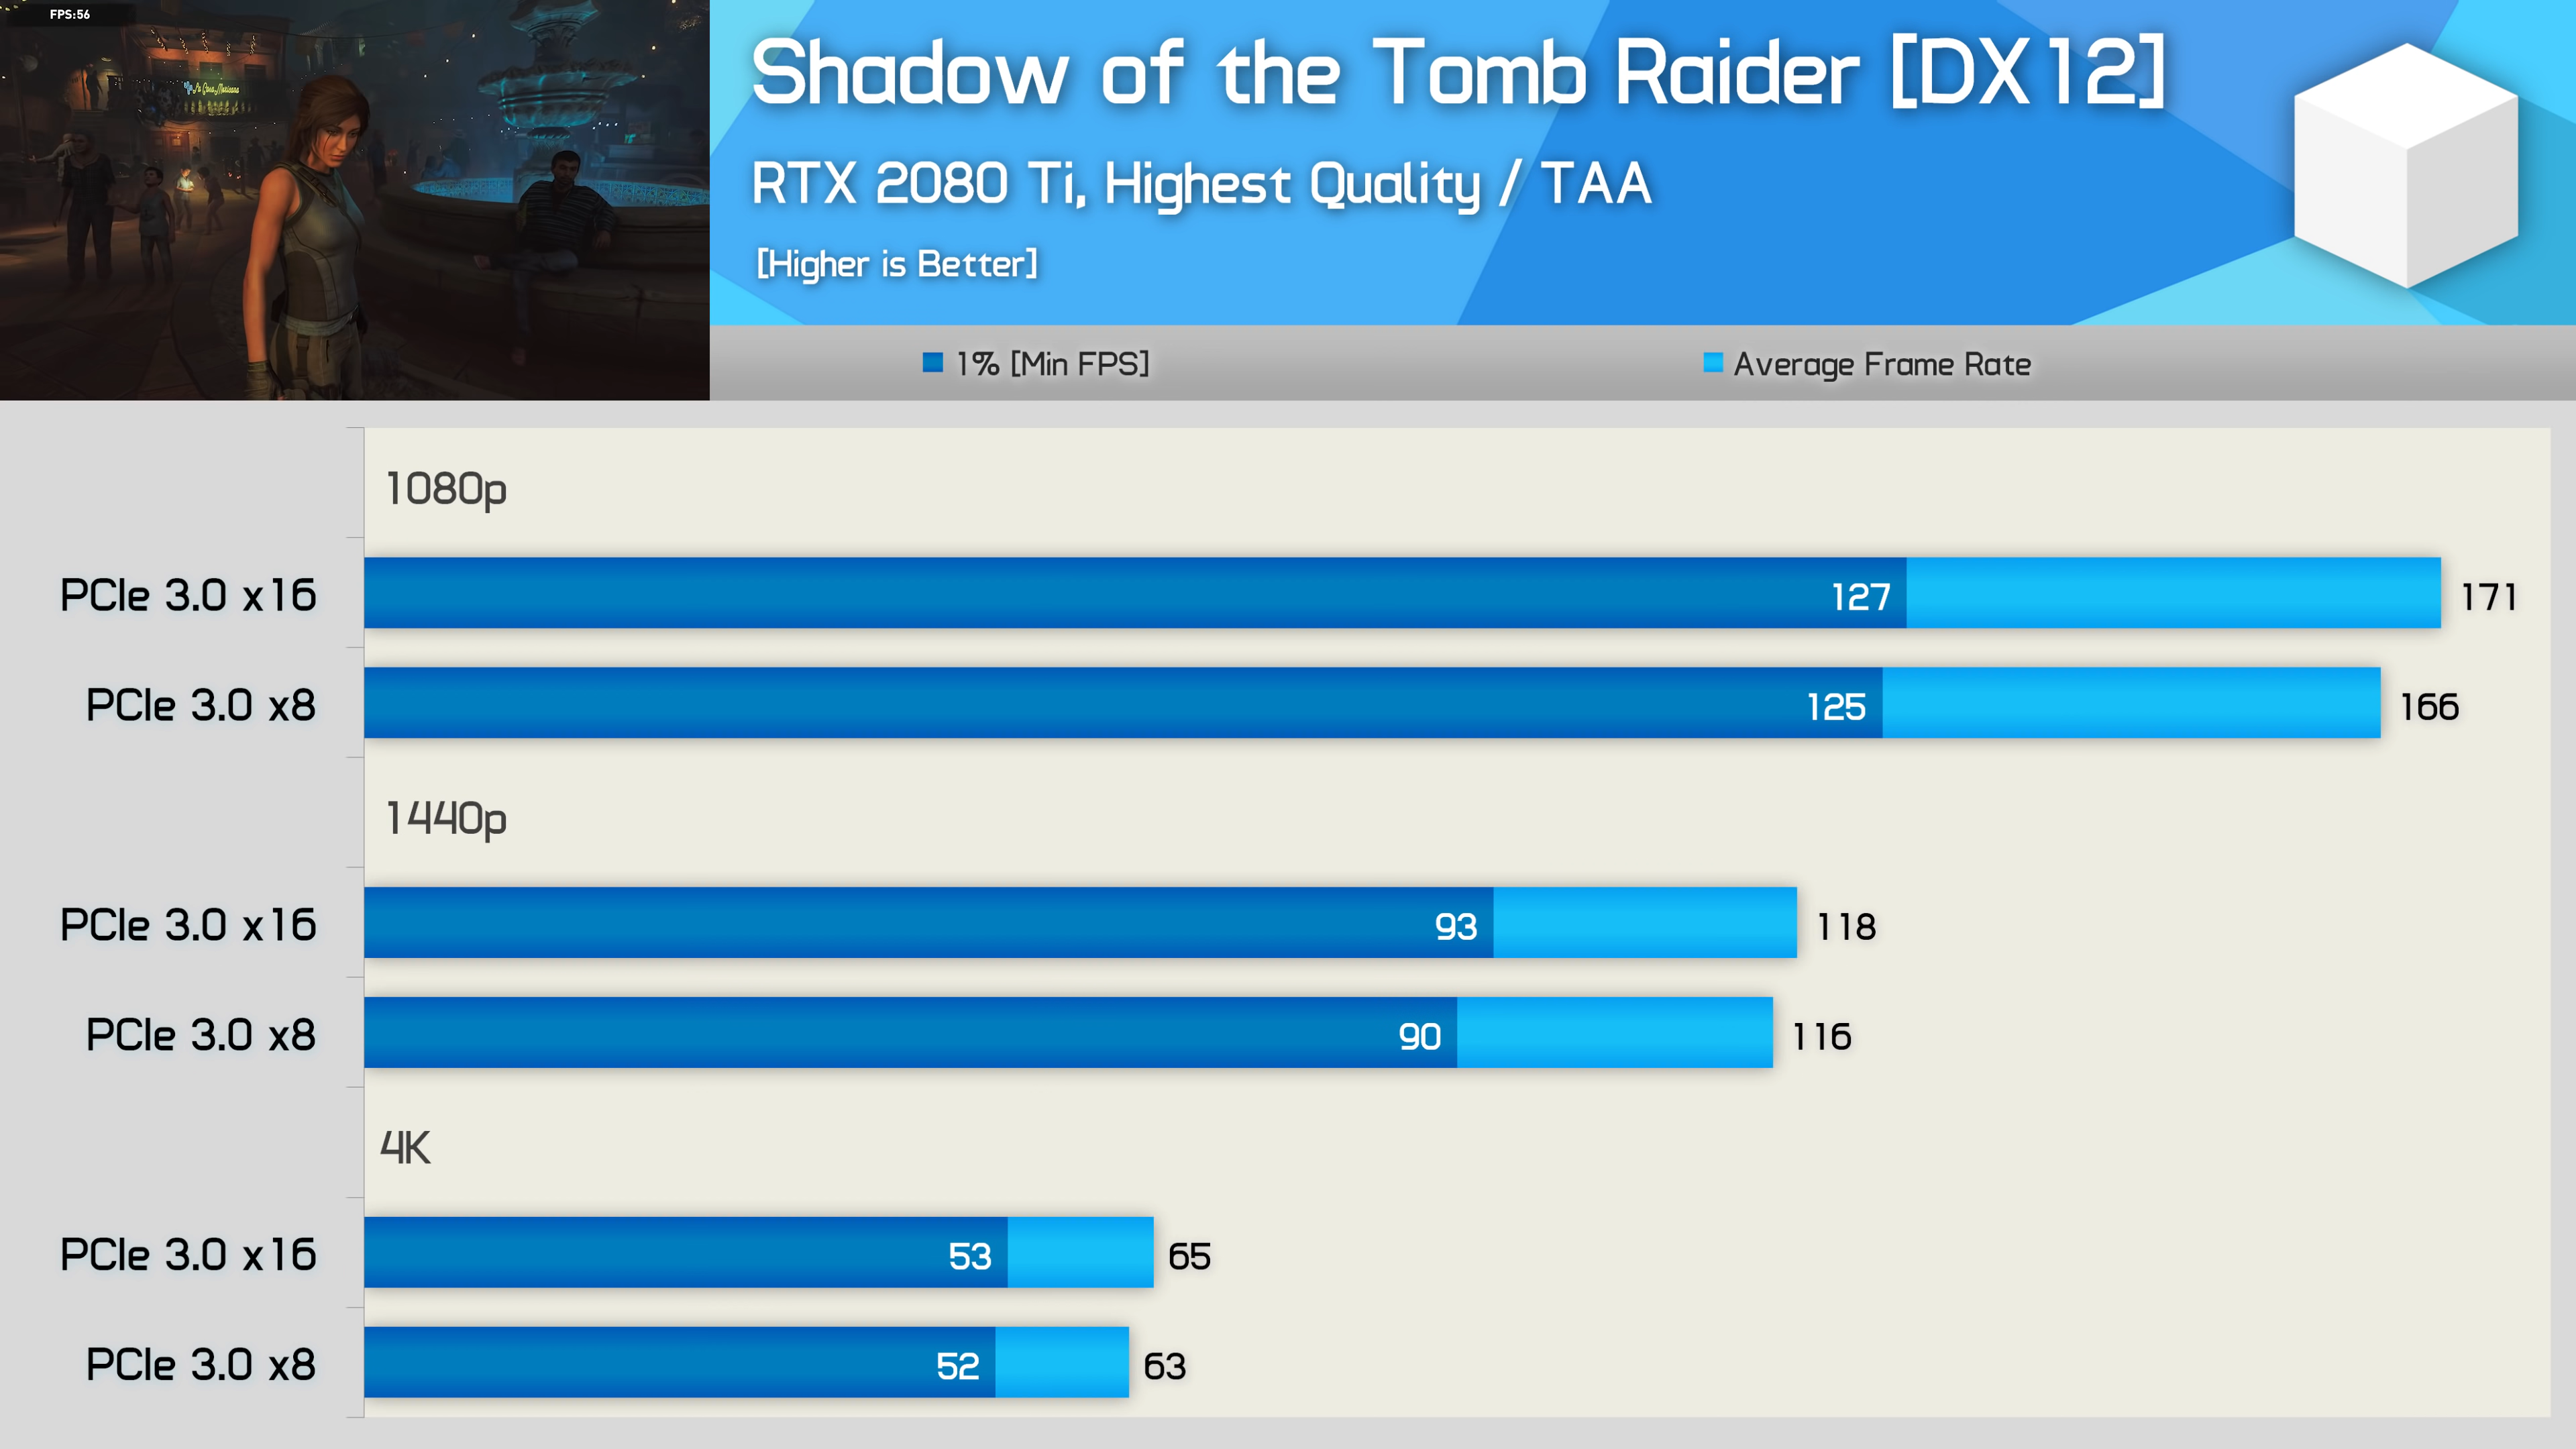 FPS:56
Shadow of the Tomb Raider [DX12]
RTX 2080 Ti, Highest Quality / TAA
[Higher is Better]
1% [Min FPS]
Average Frame Rate
1080p
PCIe 3.0 x16
127
171
PCIe 3.0 x8
125
166
1440p
PCIe 3.0 x16
93
118
PCIe 3.0 x8
90
116
4K
PCIe 3.0 x16
53
65
PCIe 3.0 x8
52
63